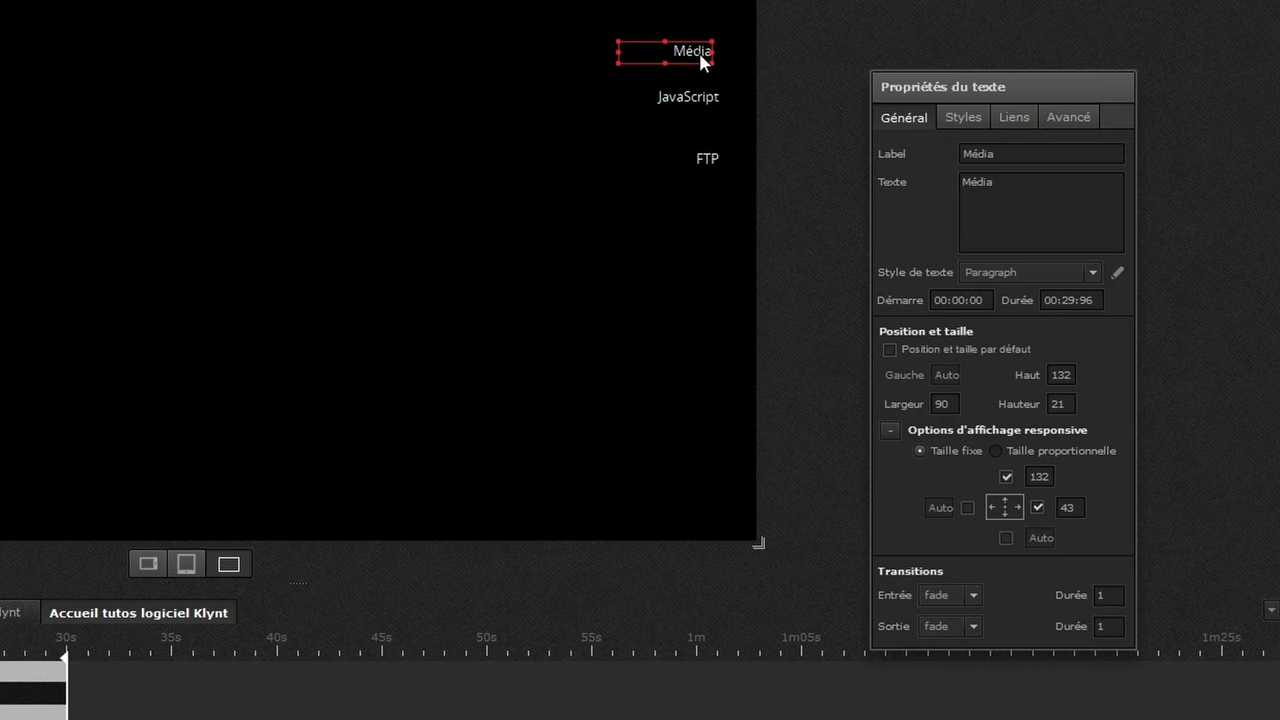 Média
JavaScript
FTP
Propriétés du texte
Général Styles Liens Avancé
Label Média
Texte Média
Style de texte Paragraph
Démarre 00:00:00 Durée 00:29:96
Position et taille
Position et taille par défaut
Gauche Auto Haut 132
Largeur 90 Hauteur 21
- Options d'affichage responsive
Taille fixe Taille proportionnelle
132
Auto 43
Auto
Transitions
Entrée fade Durée 1
Sortie fade Durée 1
lynt Accueil tutos logiciel Klynt
30s 35s 40s 45s 50s 55s 1m 1m05s 1m25s